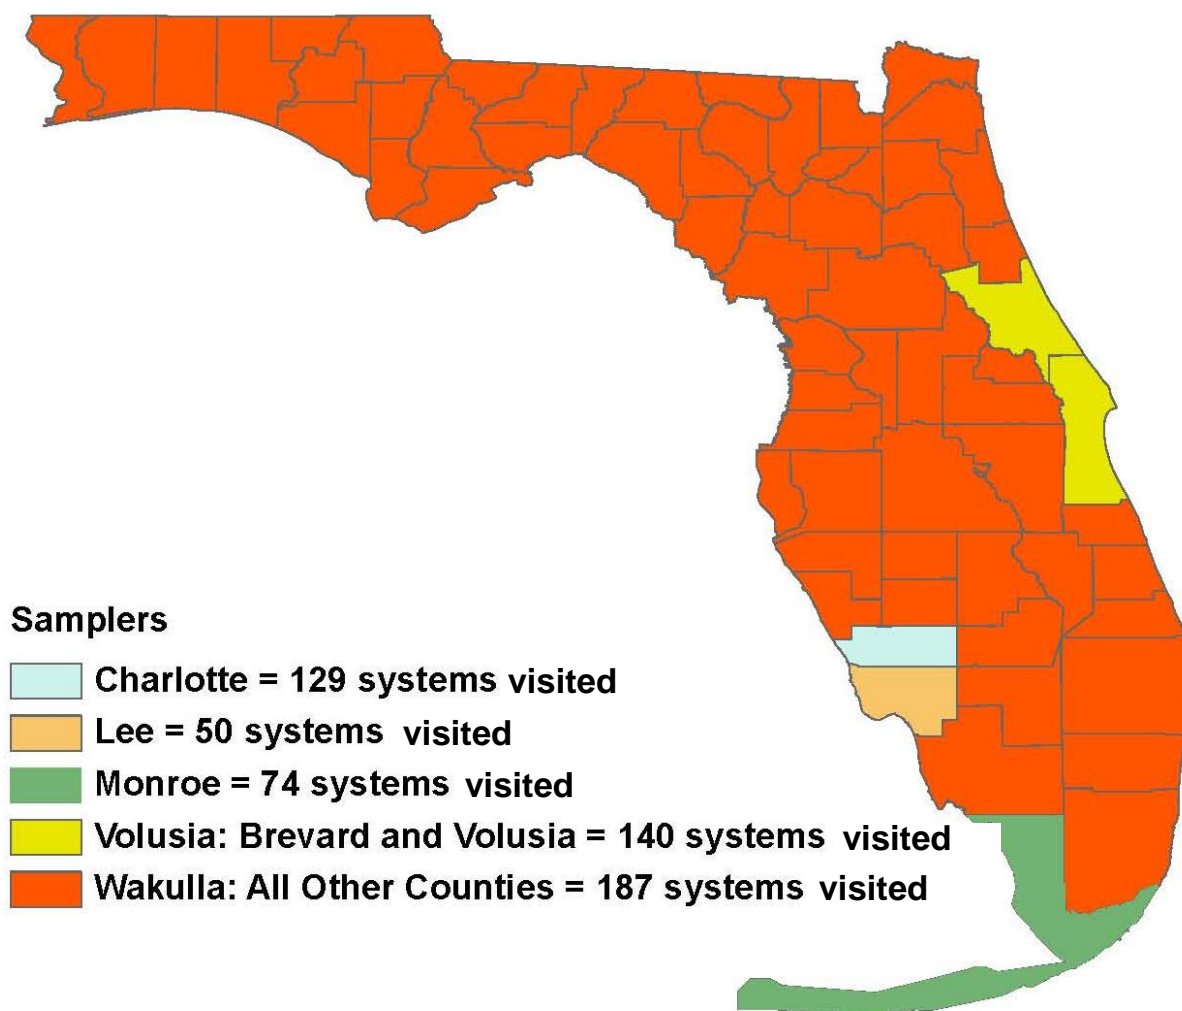 Samplers
Charlotte = 129 systems visited
Lee = 50 systems visited
Monroe = 74 systems visited
Volusia: Brevard and Volusia = 140 systems visited
Wakulla: All Other Counties = 187 systems visited